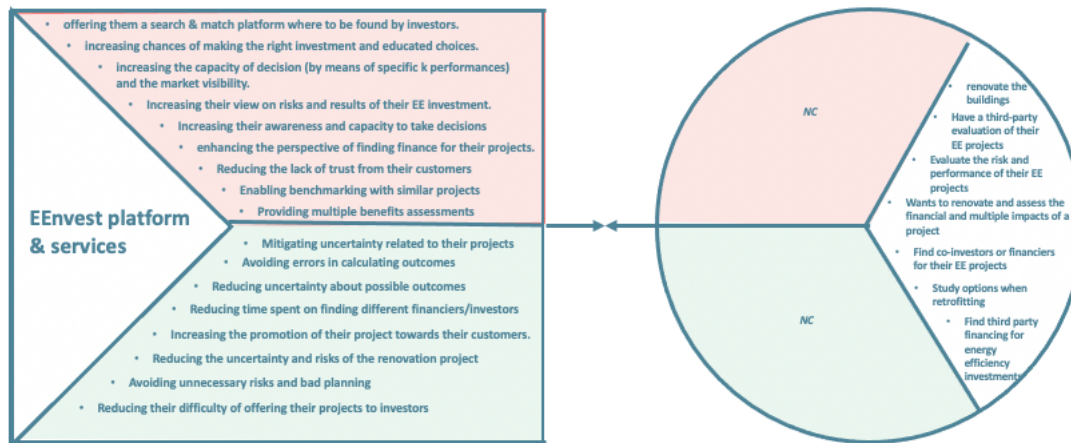 • offering them a search & match platform where to be found by investors.
• increasing chances of making the right investment and educated choices.
• increasing the capacity of decision (by means of specific k performances)
and the market visibility.
• Increasing their view on risks and results of their EE investment.
• Increasing their awareness and capacity to take decisions
• enhancing the perspective of finding finance for their projects.
• Reducing the lack of trust from their customers
• Enabling benchmarking with similar projects
• Providing multiple benefits assessments
EEnvest platform
& services
• Mitigating uncertainty related to their projects
• Avoiding errors in calculating outcomes
• Reducing uncertainty about possible outcomes
• Reducing time spent on finding different financiers/investors
• Increasing the promotion of their project towards their customers.
• Reducing the uncertainty and risks of the renovation project
• Avoiding unnecessary risks and bad planning
• Reducing their difficulty of offering their projects to investors
NC
NC
• renovate the
buildings
• Have a third-party
evaluation of their
EE projects
• Evaluate the risk and
performance of their EE
projects
• Wants to renovate and assess the
financial and multiple impacts of a
project
• Find co-investors or financiers
for their EE projects
• Study options when
retrofitting
• Find third party
financing for
energy
efficiency
investments